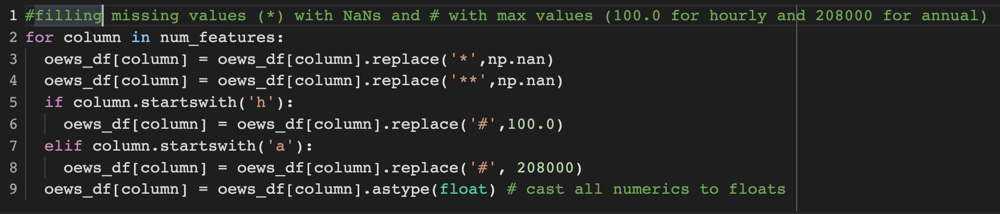 1 #filling missing values (*) with NaNs and # with max values (100.0 for hourly and 208000 for annual)
2 for column in num_features:
3   oews_df[column] = oews_df[column].replace('*',np.nan)
4   oews_df[column] = oews_df[column].replace('**',np.nan)
5   if column.startswith('h'):
6     oews_df[column] = oews_df[column].replace('#',100.0)
7   elif column.startswith('a'):
8     oews_df[column] = oews_df[column].replace('#', 208000)
9   oews_df[column] = oews_df[column].astype(float) # cast all numerics to floats